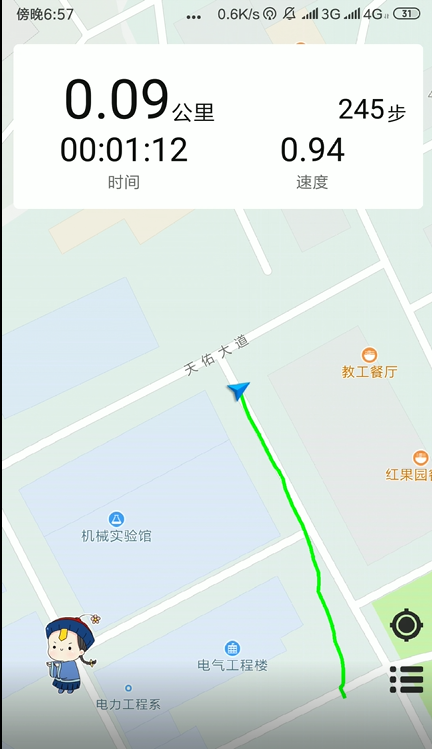 傍晚6:57
... 0.6K/s 3G 4G 31
0.09公里
245步
00:01:12
0.94
时间
速度
天佑大道
教工餐厅
红果园餐
机械实验馆
电气工程楼
电力工程系